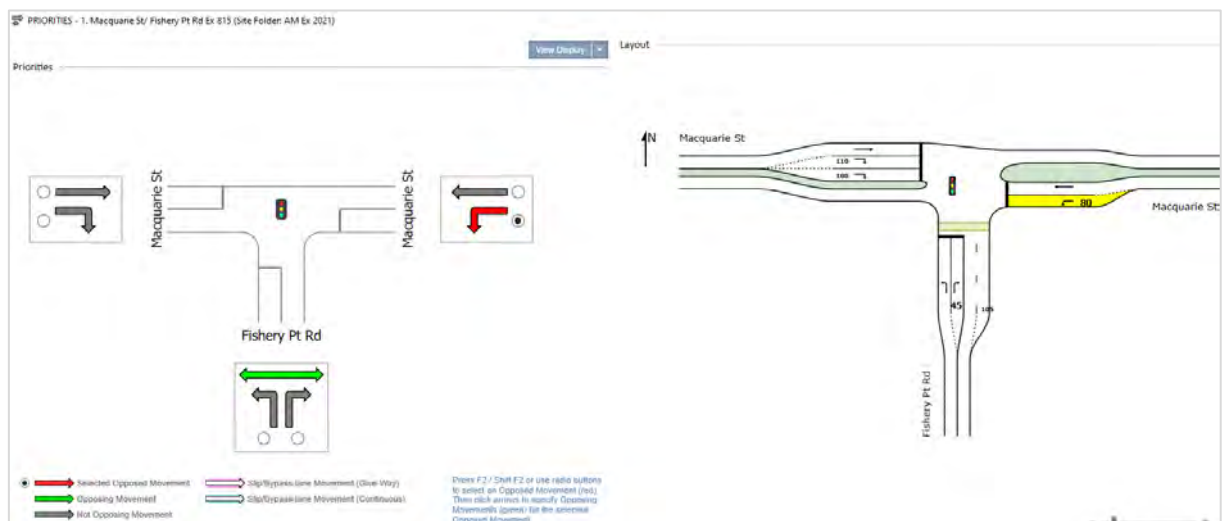 PRIORITIES - 1. Macquarie St/ Fishery Pt Rd Ex 815 (Site Folder: AM Ex 2021)
View Display
Layout
Priorities
N
Macquarie St
110
100
Macquarie St
Macquarie St
80
Macquarie St
45
105
Fishery Pt Rd
Fishery Pt Rd
Selected Opposed Movement
Slip/Bypass-lane Movement (Give-Way)
Opposing Movement
Slip/Bypass-lane Movement (Continuous)
Not Opposing Movement
Press F2 / Shift F2 or use radio buttons
to select an Opposed Movement (red)
Then click arrows to specify Opposing
Movements (green) for the selected
Opposed Movement